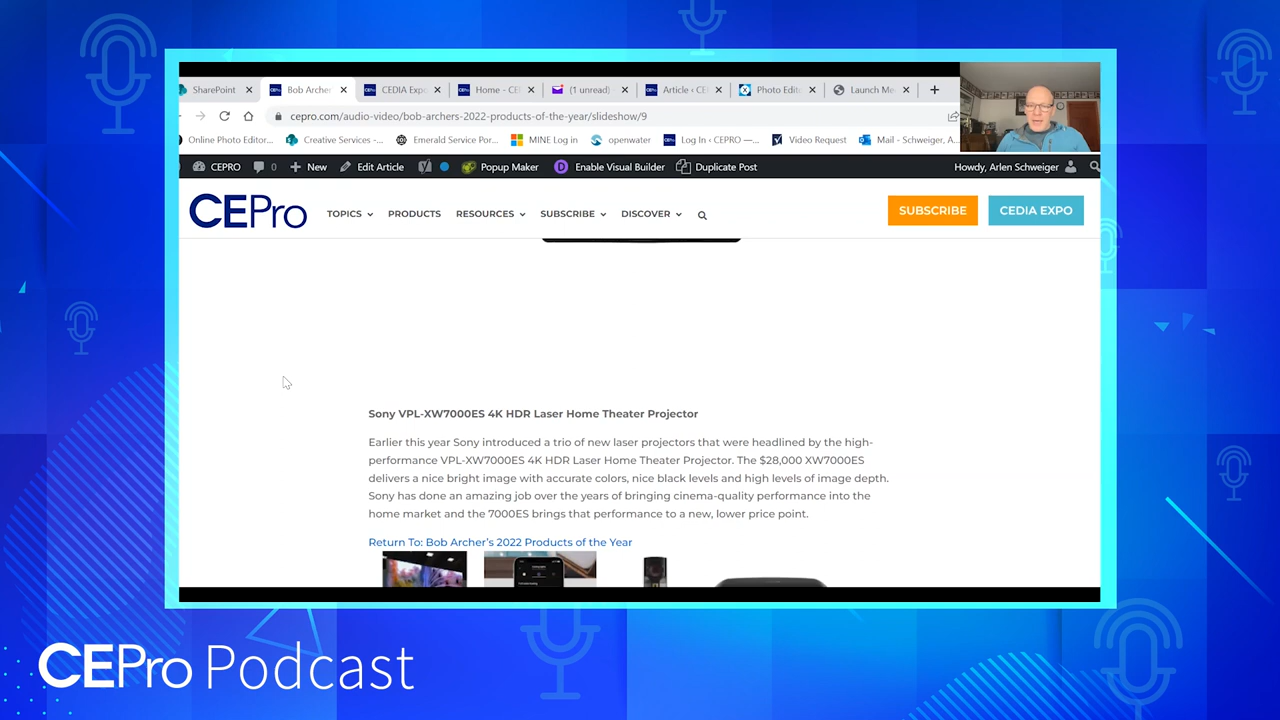 SharePoint
Bob Archer
CEDIA Exp
Home - CE
(1 unread)
Article ‹ CE
Photo Edit
Launch Me
cepro.com/audio-video/bob-archers-2022-products-of-the-year/slideshow/9
Online Photo Editor...
Creative Services -...
Emerald Service Por...
MINE Log in
openwater
Log In ‹ CEPRO —...
Video Request
Mail - Schweiger, A...
CEPRO
0
New
Edit Article
Popup Maker
Enable Visual Builder
Duplicate Post
Howdy, Arlen Schweiger
CEPro
TOPICS
PRODUCTS
RESOURCES
SUBSCRIBE
DISCOVER
SUBSCRIBE
CEDIA EXPO
Sony VPL-XW7000ES 4K HDR Laser Home Theater Projector
Earlier this year Sony introduced a trio of new laser projectors that were headlined by the high-
performance VPL-XW7000ES 4K HDR Laser Home Theater Projector. The $28,000 XW7000ES
delivers a nice bright image with accurate colors, nice black levels and high levels of image depth.
Sony has done an amazing job over the years of bringing cinema-quality performance into the
home market and the 7000ES brings that performance to a new, lower price point.
Return To: Bob Archer's 2022 Products of the Year
CEPro Podcast